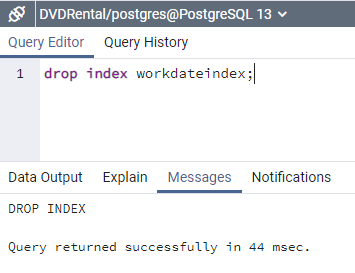 DVDRental/postgres@PostgreSQL 13
Query Editor Query History
1 drop index workdateindex;
Data Output Explain Messages Notifications
DROP INDEX
Query returned successfully in 44 msec.